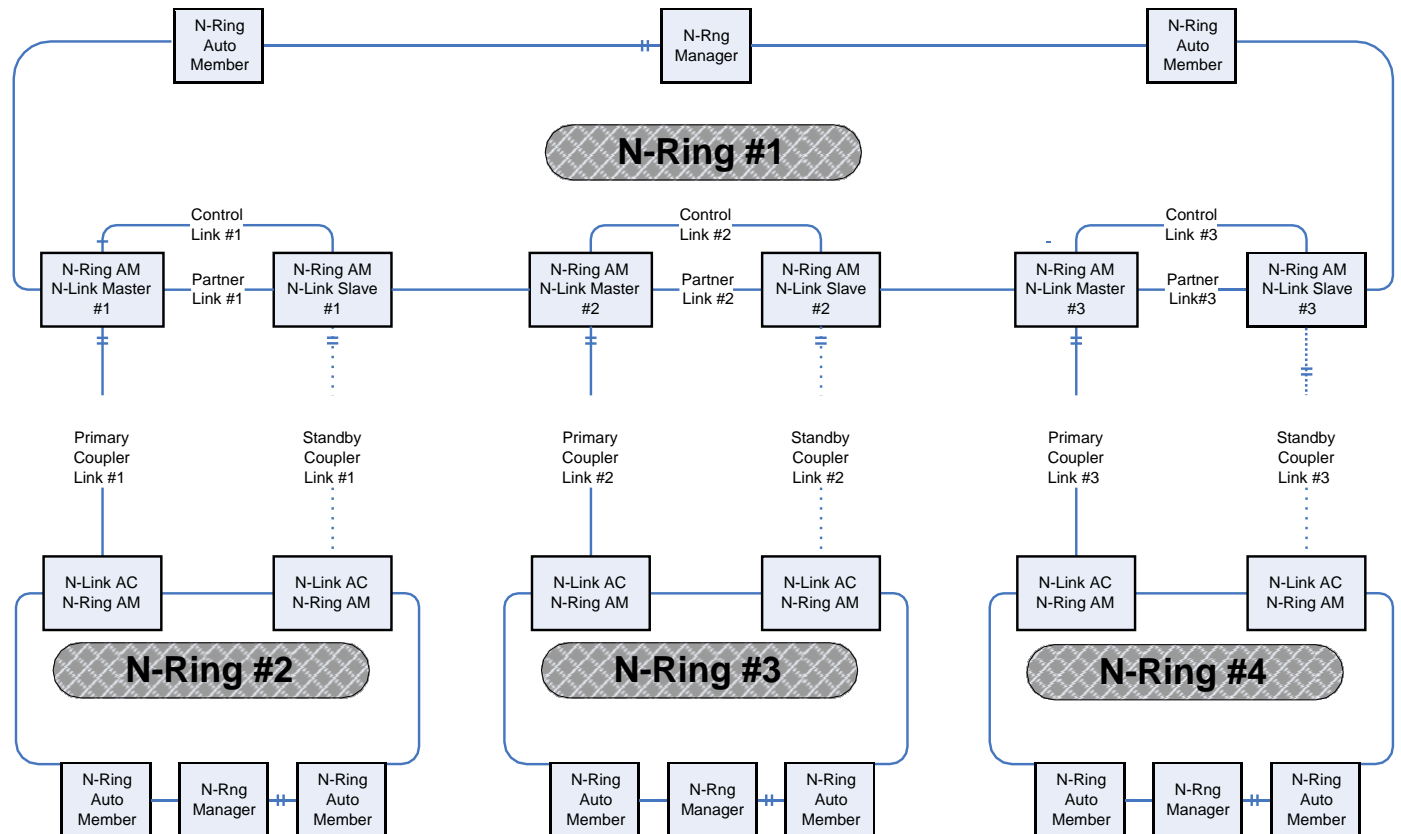 N-Ring
Auto
Member
N-Rng
Manager
N-Ring
Auto
Member
N-Ring #1
Control
Link #1
Control
Link #2
Control
Link #3
N-Ring AM
N-Link Master
#1
Partner
Link #1
N-Ring AM
N-Link Slave
#1
N-Ring AM
N-Link Master
#2
Partner
Link #2
N-Ring AM
N-Link Slave
#2
N-Ring AM
N-Link Master
#3
Partner
Link#3
N-Ring AM
N-Link Slave
#3
Primary
Coupler
Link #1
Standby
Coupler
Link #1
Primary
Coupler
Link #2
Standby
Coupler
Link #2
Primary
Coupler
Link #3
Standby
Coupler
Link #3
N-Link AC
N-Ring AM
N-Link AC
N-Ring AM
N-Link AC
N-Ring AM
N-Link AC
N-Ring AM
N-Link AC
N-Ring AM
N-Link AC
N-Ring AM
N-Ring #2
N-Ring #3
N-Ring #4
N-Ring
Auto
Member
N-Rng
Manager
N-Ring
Auto
Member
N-Ring
Auto
Member
N-Rng
Manager
N-Ring
Auto
Member
N-Ring
Auto
Member
N-Rng
Manager
N-Ring
Auto
Member